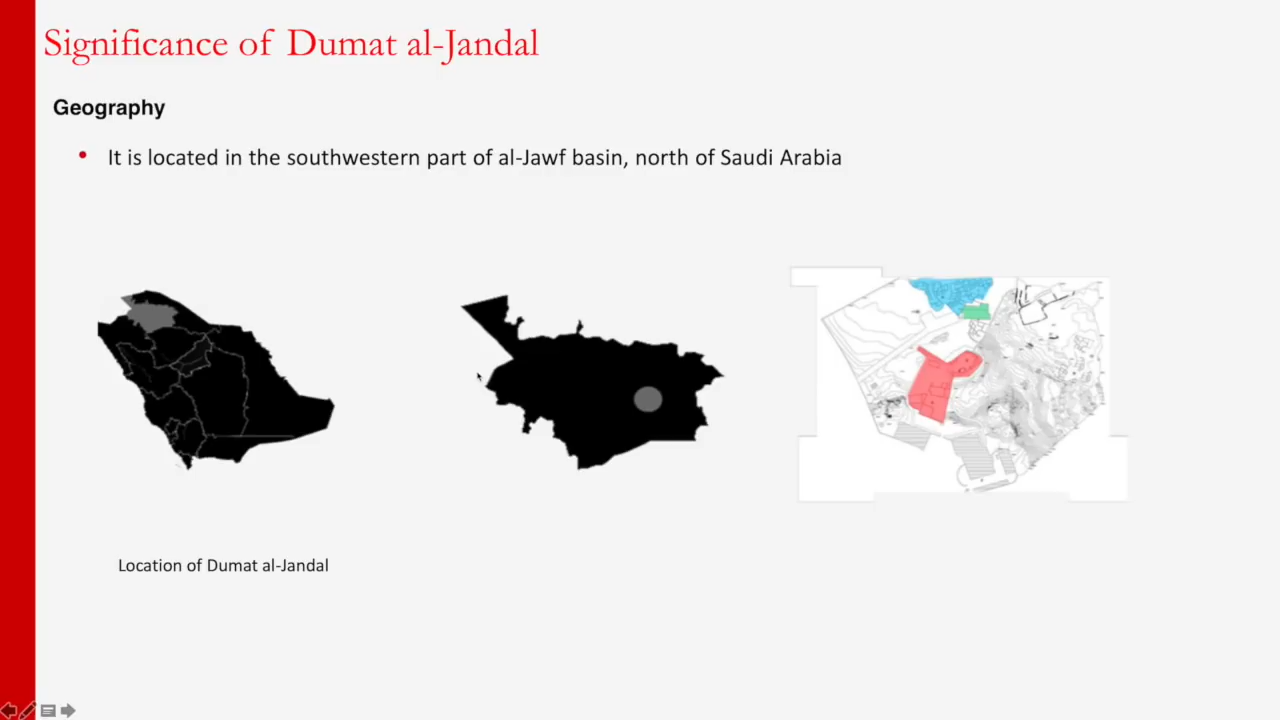 Significance of Dumat al-Jandal
Geography
• It is located in the southwestern part of al-Jawf basin, north of Saudi Arabia
Location of Dumat al-Jandal